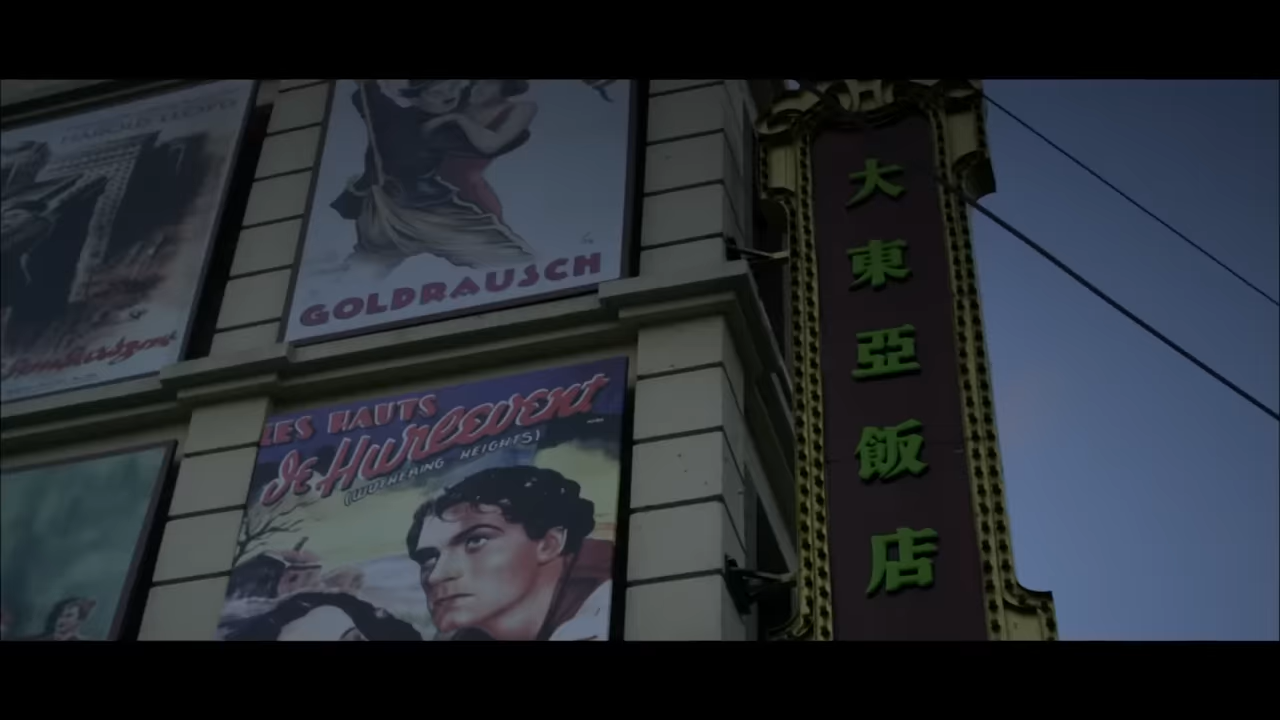 GOLDRAUSCH
LES HAUTS
de Hurlevent
(WUTHERING HEIGHTS)
大東亞飯店